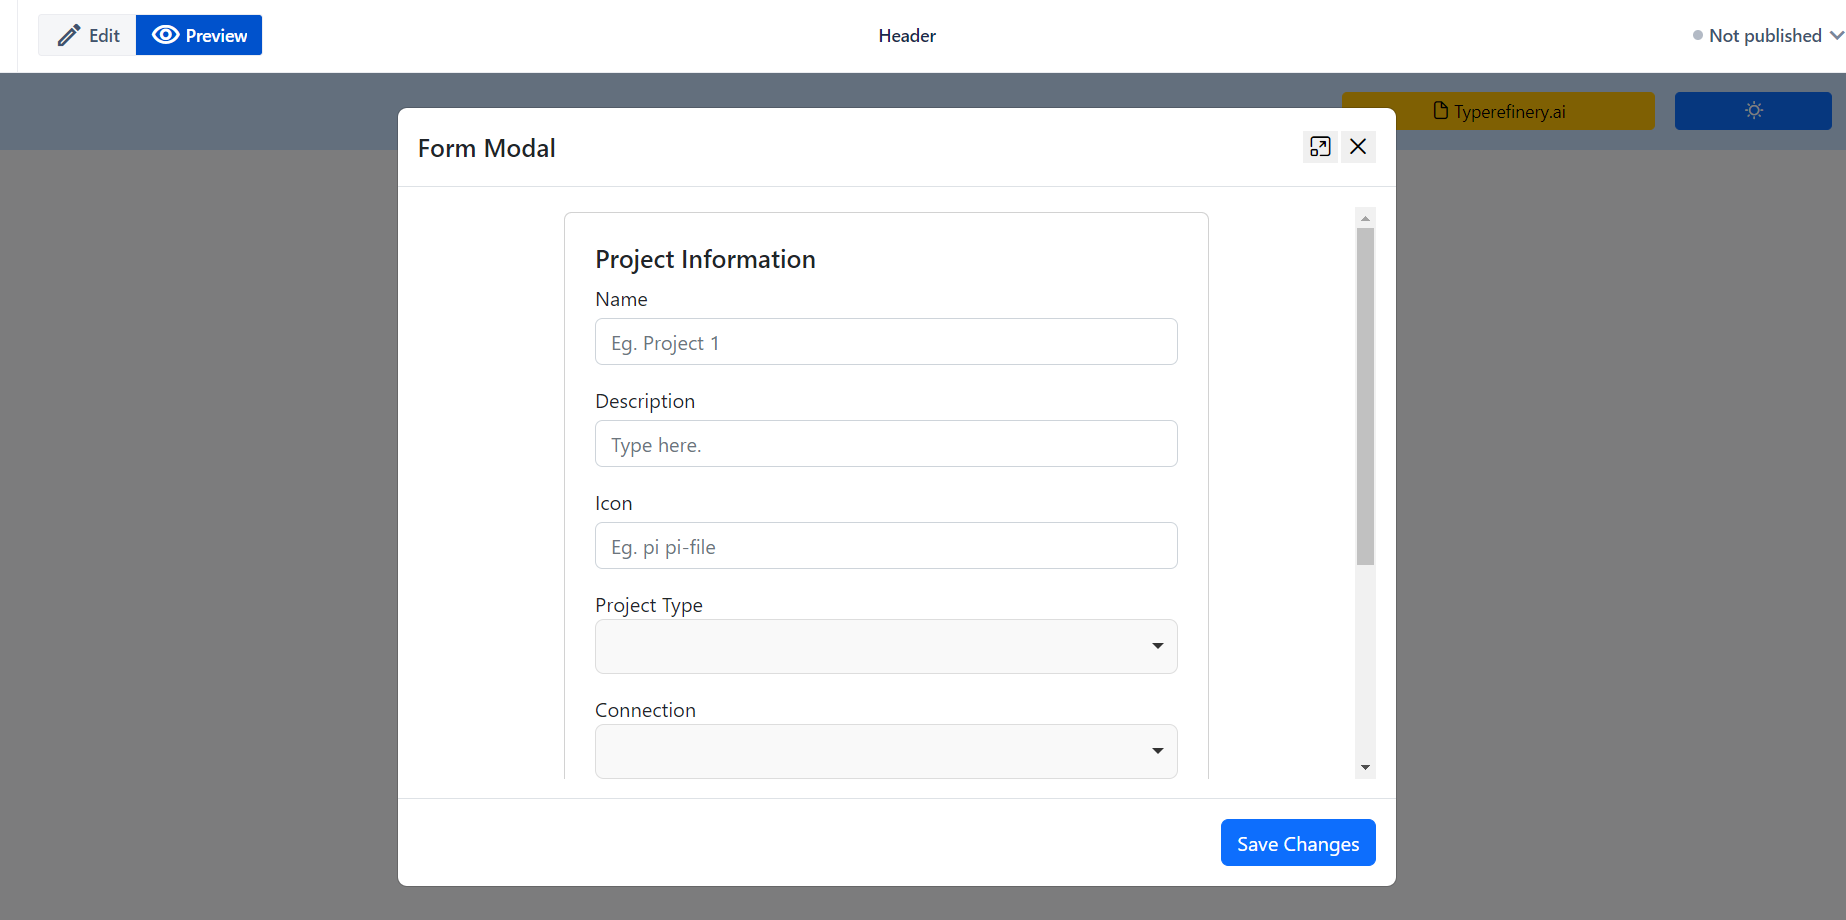 Edit
Preview
Header
Not published
Typerefinery.ai
Form Modal
Project Information
Name
Eg. Project 1
Description
Type here.
Icon
Eg. pi pi-file
Project Type
Connection
Save Changes